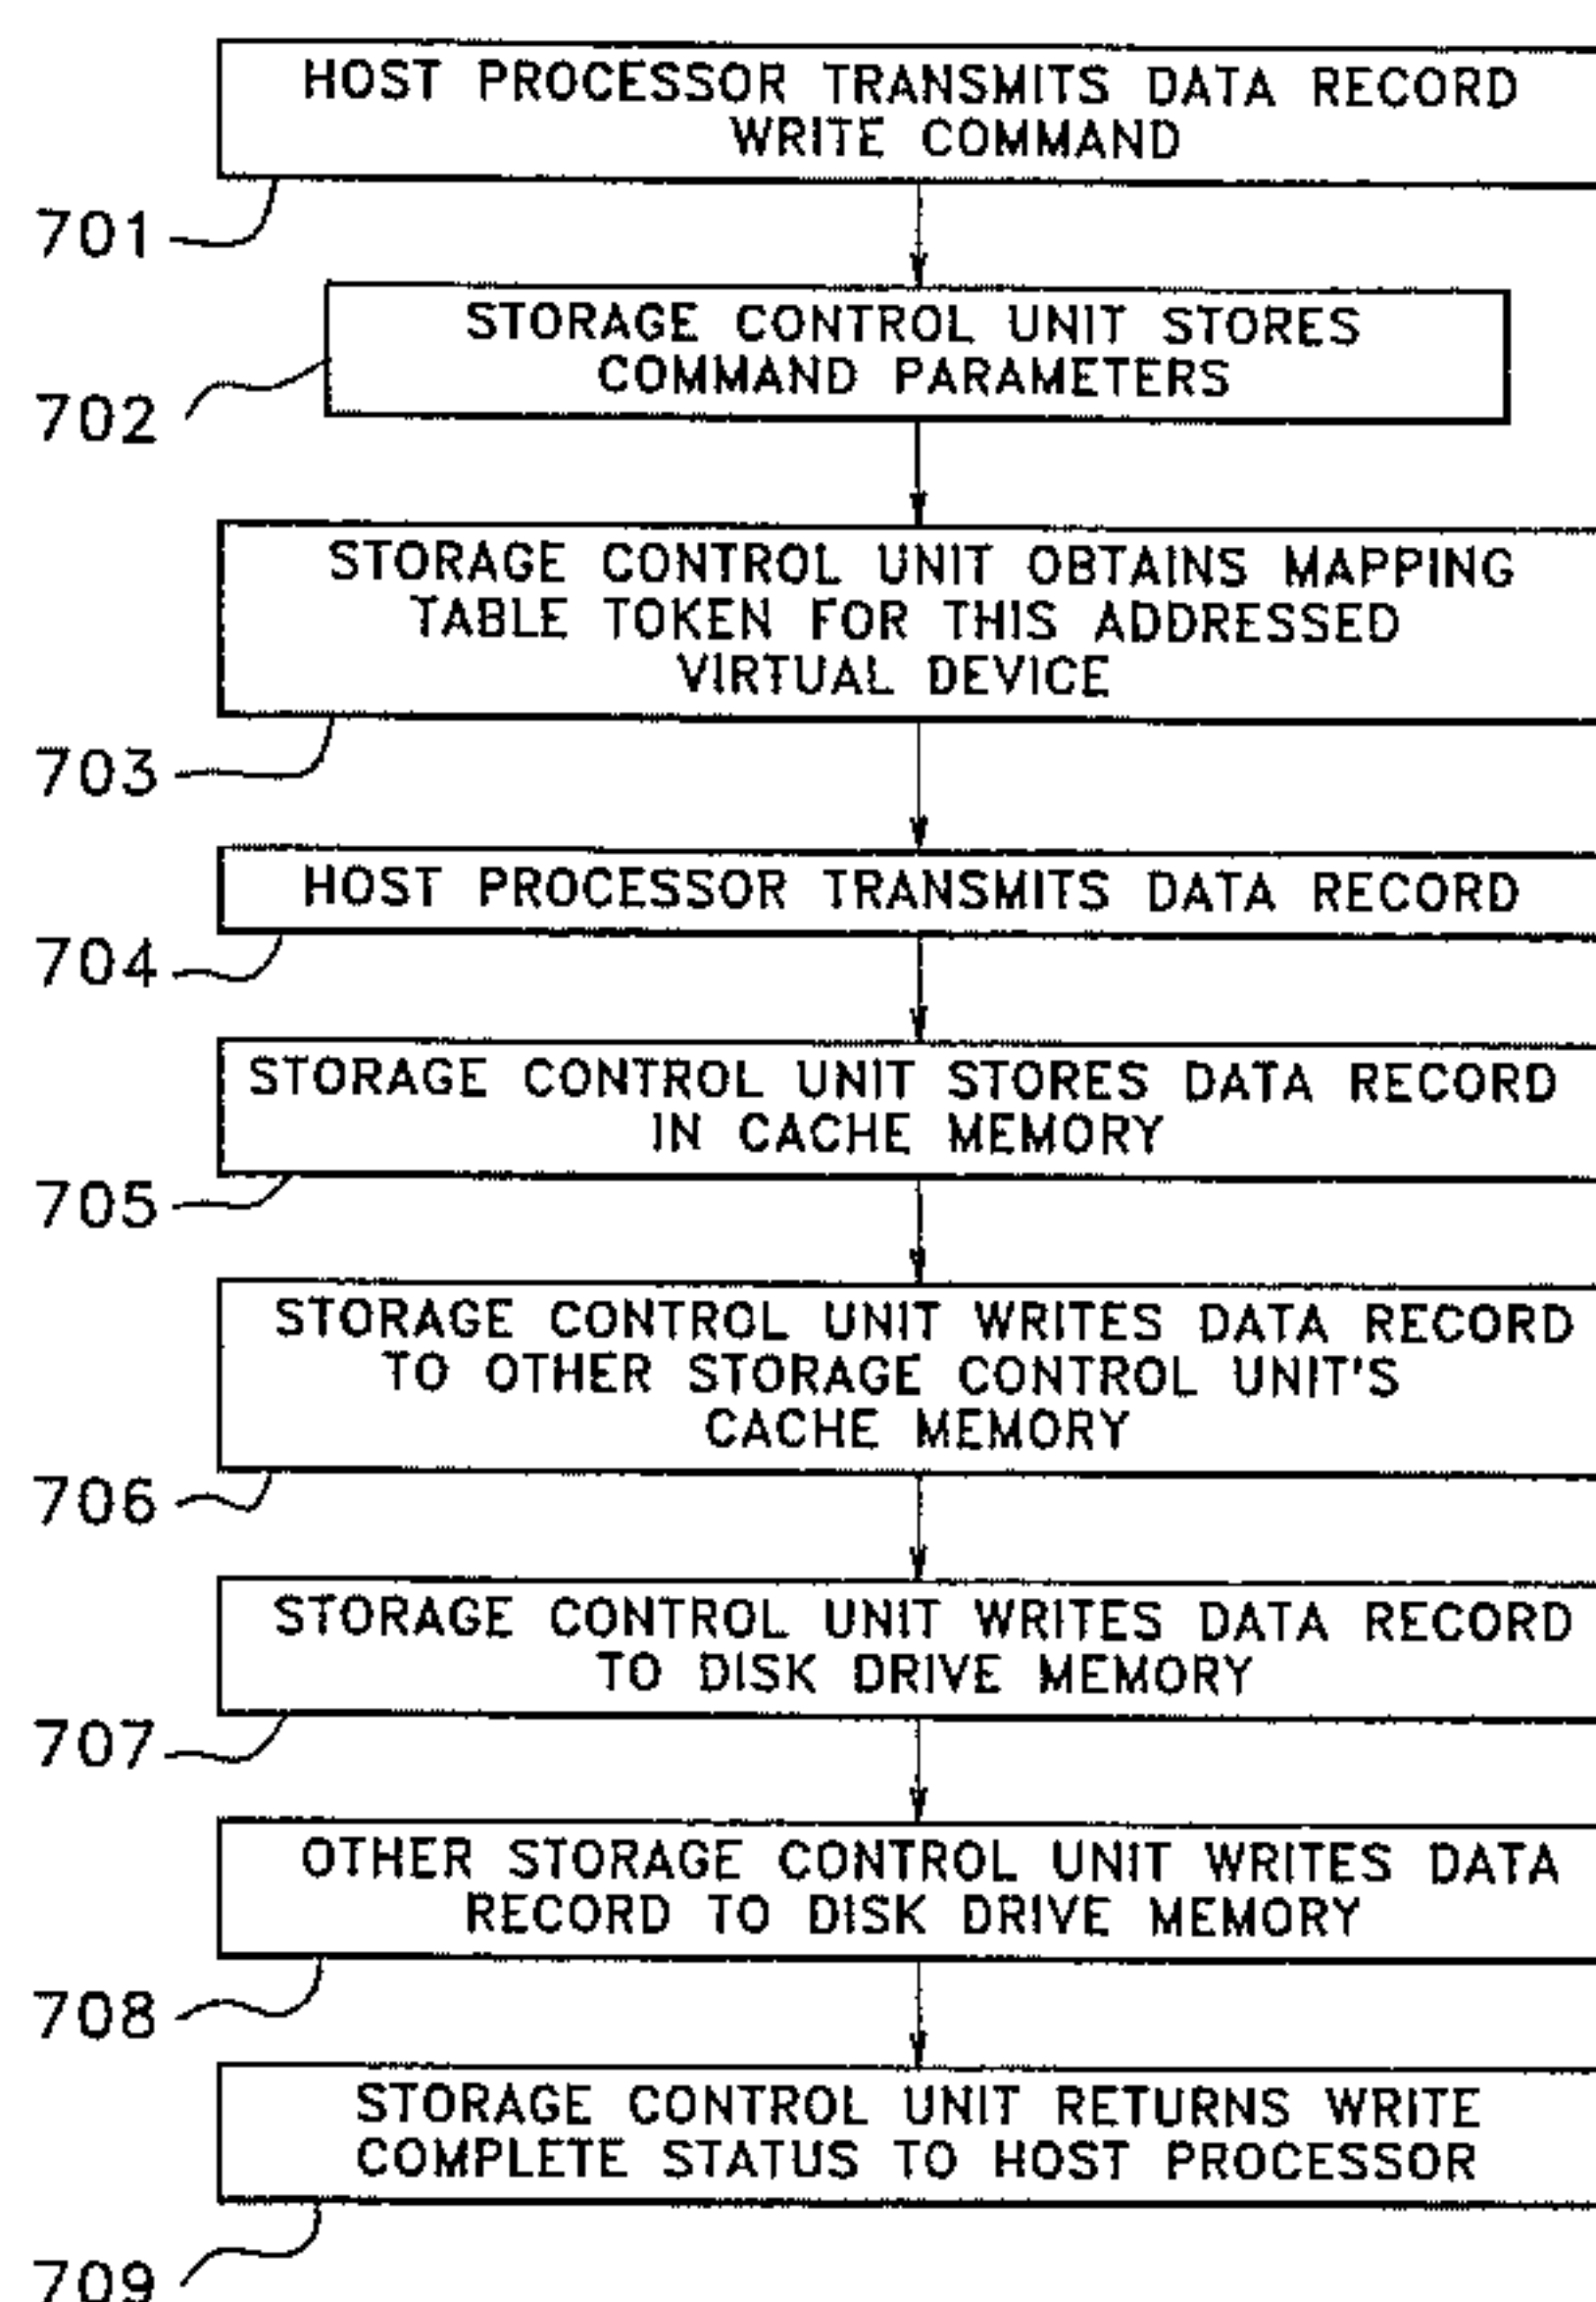 HOST PROCESSOR TRANSMITS DATA RECORD
WRITE COMMAND
701
STORAGE CONTROL UNIT STORES
COMMAND PARAMETERS
702
STORAGE CONTROL UNIT OBTAINS MAPPING
TABLE TOKEN FOR THIS ADDRESSED
VIRTUAL DEVICE
703
HOST PROCESSOR TRANSMITS DATA RECORD
704
STORAGE CONTROL UNIT STORES DATA RECORD
IN CACHE MEMORY
705
STORAGE CONTROL UNIT WRITES DATA RECORD
TO OTHER STORAGE CONTROL UNIT'S
CACHE MEMORY
706
STORAGE CONTROL UNIT WRITES DATA RECORD
TO DISK DRIVE MEMORY
707
OTHER STORAGE CONTROL UNIT WRITES DATA
RECORD TO DISK DRIVE MEMORY
708
STORAGE CONTROL UNIT RETURNS WRITE
COMPLETE STATUS TO HOST PROCESSOR
709